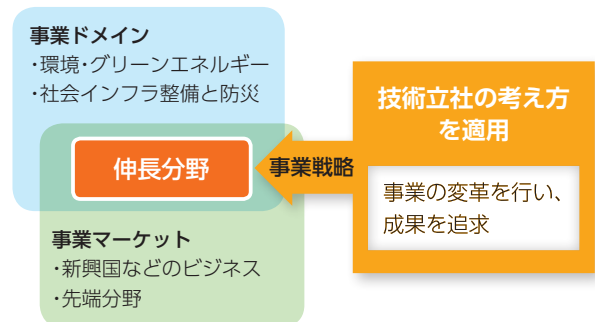 事業ドメイン
・環境・グリーンエネルギー
・社会インフラ整備と防災
伸長分野
事業マーケット
・新興国などのビジネス
・先端分野
事業戦略
技術立社の考え方
を適用
事業の変革を行い、
成果を追求